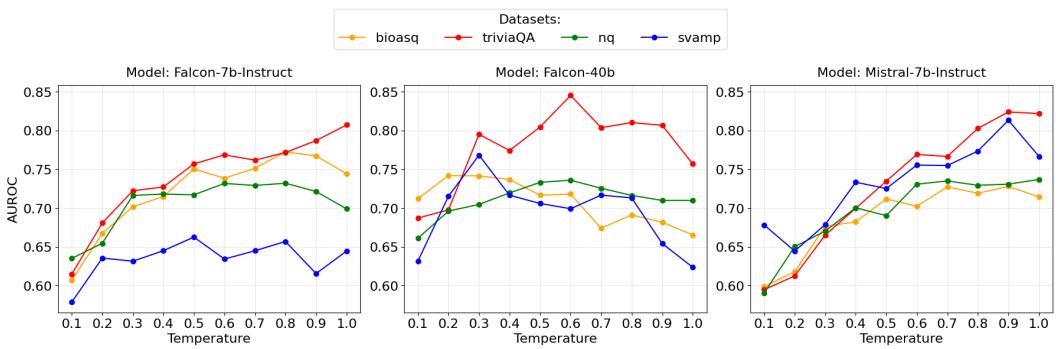 Datasets:
bioasq triviaQA nq svamp
Model: Falcon-7b-Instruct
AUROC
0.85
0.80
0.75
0.70
0.65
0.60
0.1 0.2 0.3 0.4 0.5 0.6 0.7 0.8 0.9 1.0
Temperature
Model: Falcon-40b
0.85
0.80
0.75
0.70
0.65
0.60
0.1 0.2 0.3 0.4 0.5 0.6 0.7 0.8 0.9 1.0
Temperature
Model: Mistral-7b-Instruct
0.85
0.80
0.75
0.70
0.65
0.60
0.1 0.2 0.3 0.4 0.5 0.6 0.7 0.8 0.9 1.0
Temperature